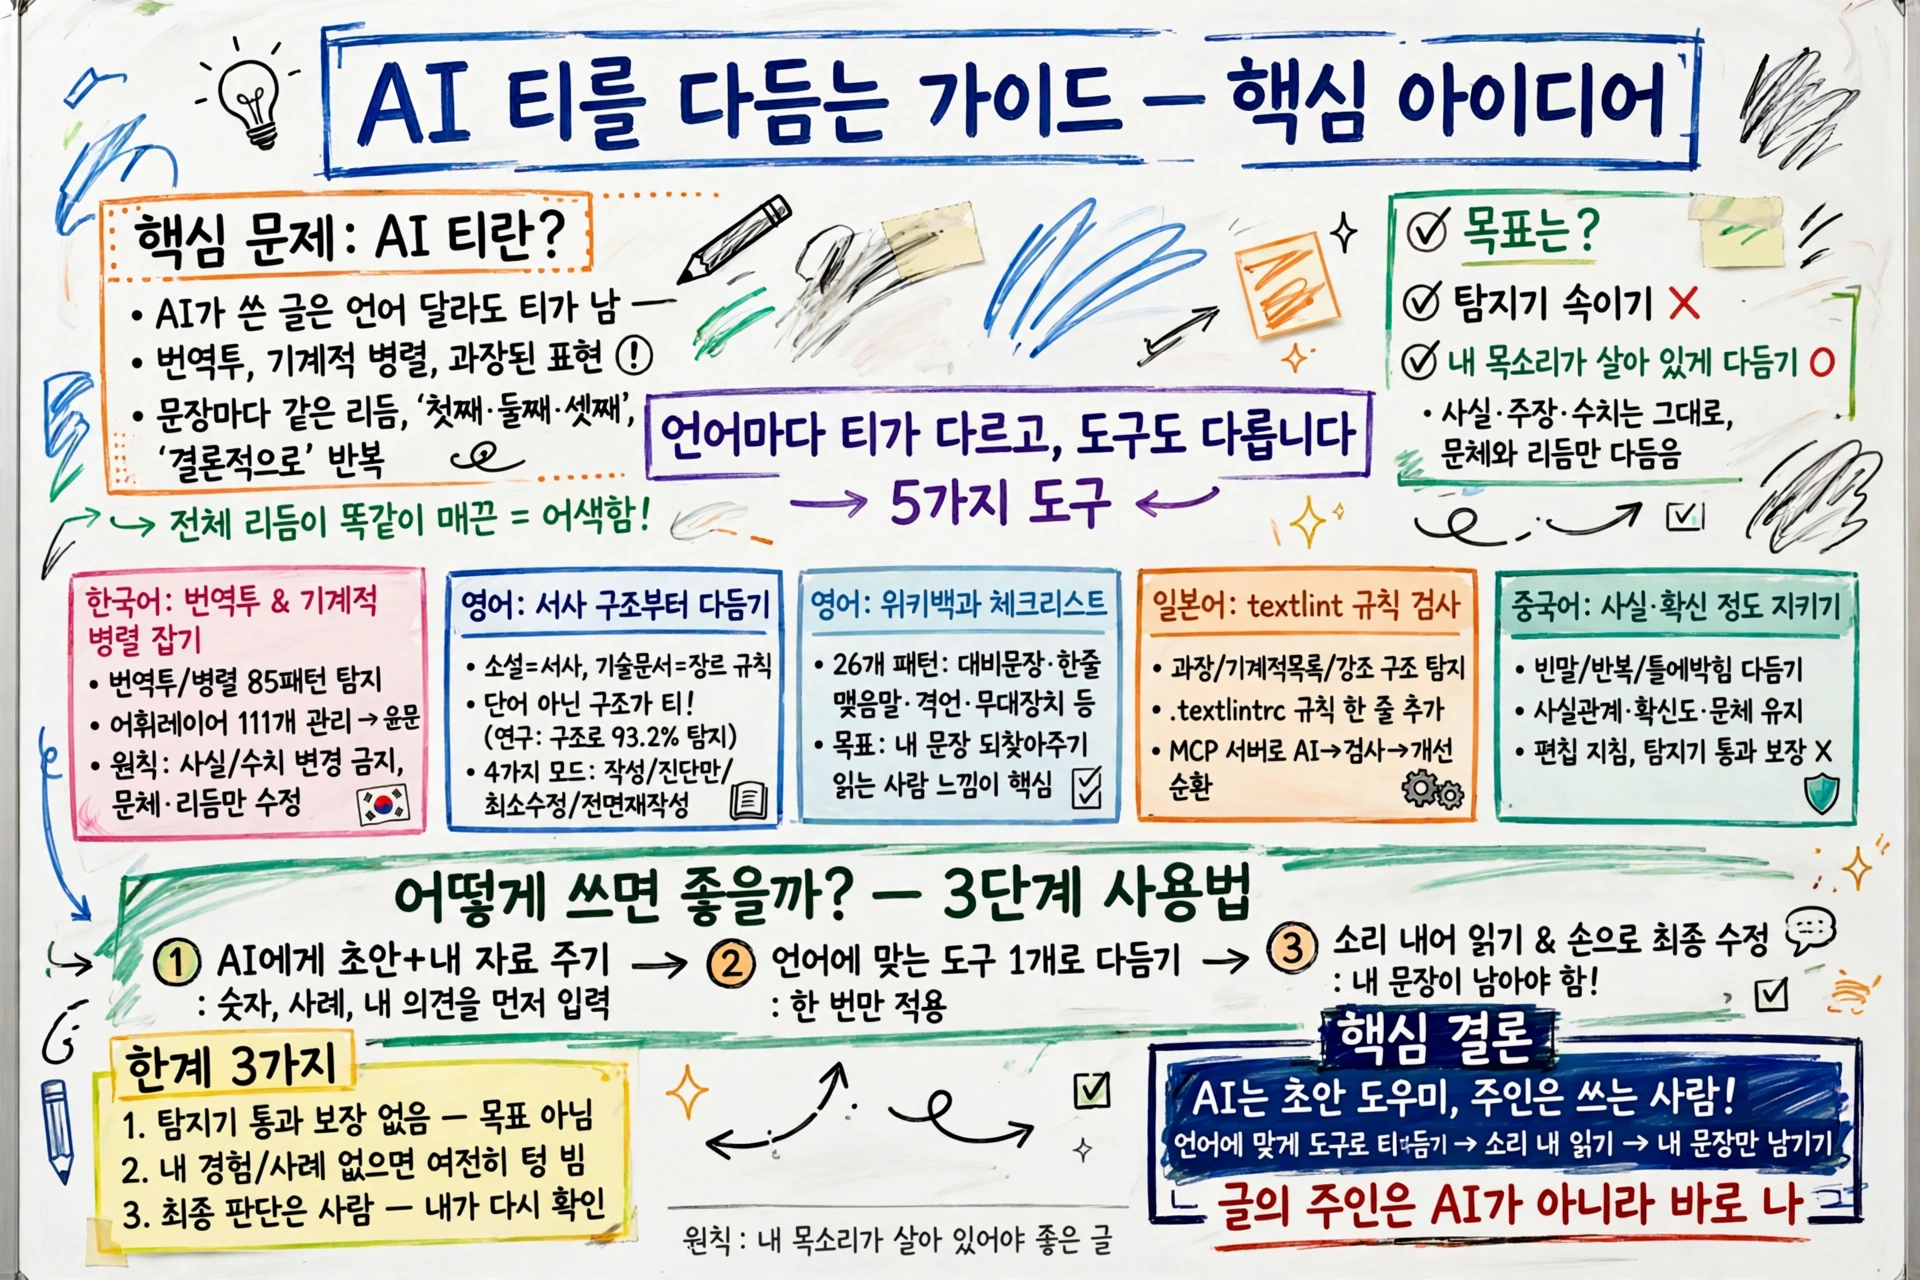 AI 티를 다듬는 가이드 — 핵심 아이디어
핵심 문제: AI 티란?
• AI가 쓴 글은 언어 달라도 티가 남 —
• 번역투, 기계적 병렬, 과장된 표현 !
• 문장마다 같은 리듬, '첫째·둘째·셋째',
'결론적으로' 반복
전체 리듬이 똑같이 매끈 = 어색함!
목표는?
탐지기 속이기 X
내 목소리가 살아 있게 다듬기 O
• 사실·주장·수치는 그대로,
문체와 리듬만 다듬음
언어마다 티가 다르고, 도구도 다릅니다
→ 5가지 도구 ←
한국어: 번역투 & 기계적
병렬 잡기
• 번역투/병렬 85패턴 탐지
• 어휘레이어 111개 관리 → 윤문
• 원칙: 사실/수치 변경 금지,
문체·리듬만 수정
영어: 서사 구조부터 다듬기
• 소설=서사, 기술문서=장르 규칙
• 단어 아닌 구조가 티!
(연구: 구조로 93.2% 탐지)
• 4가지 모드: 작성/진단만/
최소수정/전면재작성
영어: 위키백과 체크리스트
• 26개 패턴: 대비문장·한줄
맺음말·격언·무대장치 등
• 목표: 내 문장 되찾아주기
읽는 사람 느낌이 핵심
일본어: textlint 규칙 검사
• 과장/기계적목록/강조 구조 탐지
• .textlintrc 규칙 한 줄 추가
• MCP 서버로 AI→검사→개선
순환
중국어: 사실·확신 정도 지키기
• 빈말/반복/틀에박힘 다듬기
• 사실관계·확신도·문체 유지
• 편집 지침, 탐지기 통과 보장 X
어떻게 쓰면 좋을까? — 3단계 사용법
1 AI에게 초안+내 자료 주기 →
: 숫자, 사례, 내 의견을 먼저 입력
2 언어에 맞는 도구 1개로 다듬기 →
: 한 번만 적용
3 소리 내어 읽기 & 손으로 최종 수정
: 내 문장이 남아야 함!
한계 3가지
1. 탐지기 통과 보장 없음 — 목표 아님
2. 내 경험/사례 없으면 여전히 텅 빔
3. 최종 판단은 사람 — 내가 다시 확인
원칙: 내 목소리가 살아 있어야 좋은 글
핵심 결론
AI는 초안 도우미, 주인은 쓰는 사람!
언어에 맞게 도구로 → 소리 내 읽기 → 내 문장만 남기기
글의 주인은 AI가 아니라 바로 나